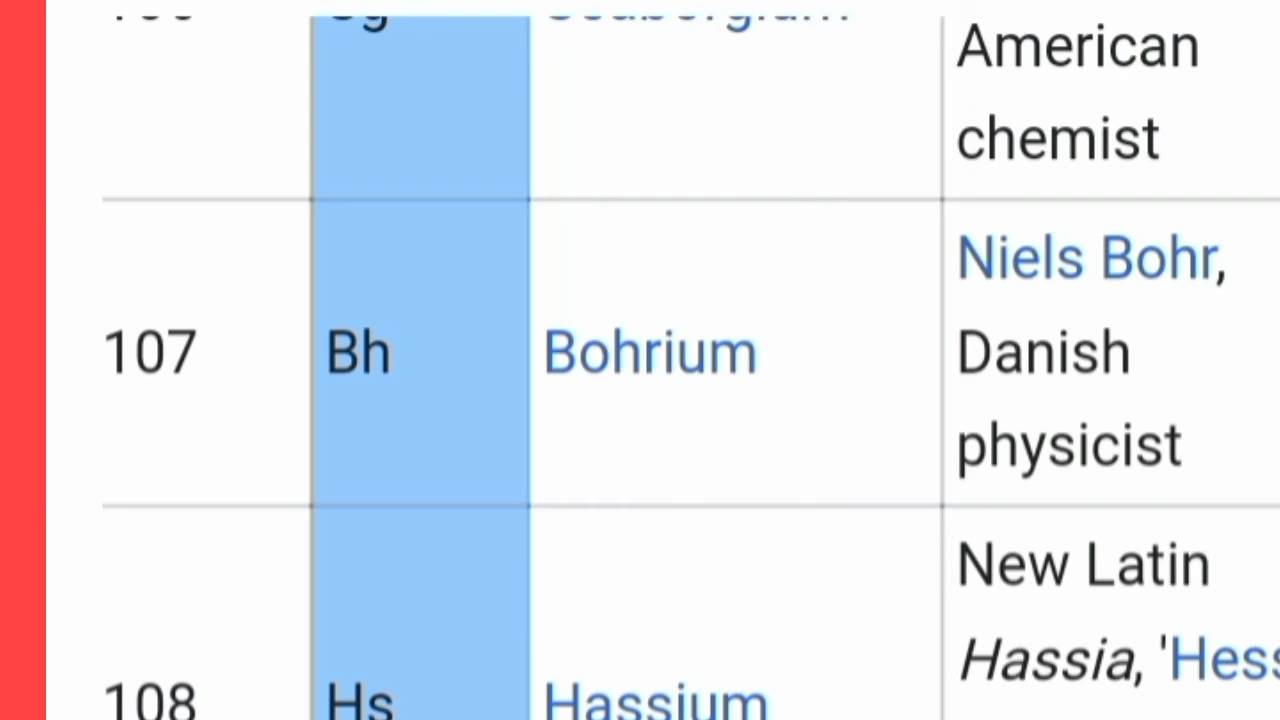 American
chemist
Niels Bohr,
107 Bh Bohrium Danish
physicist
New Latin
Hassia, 'Hess
108 Hs Hassium